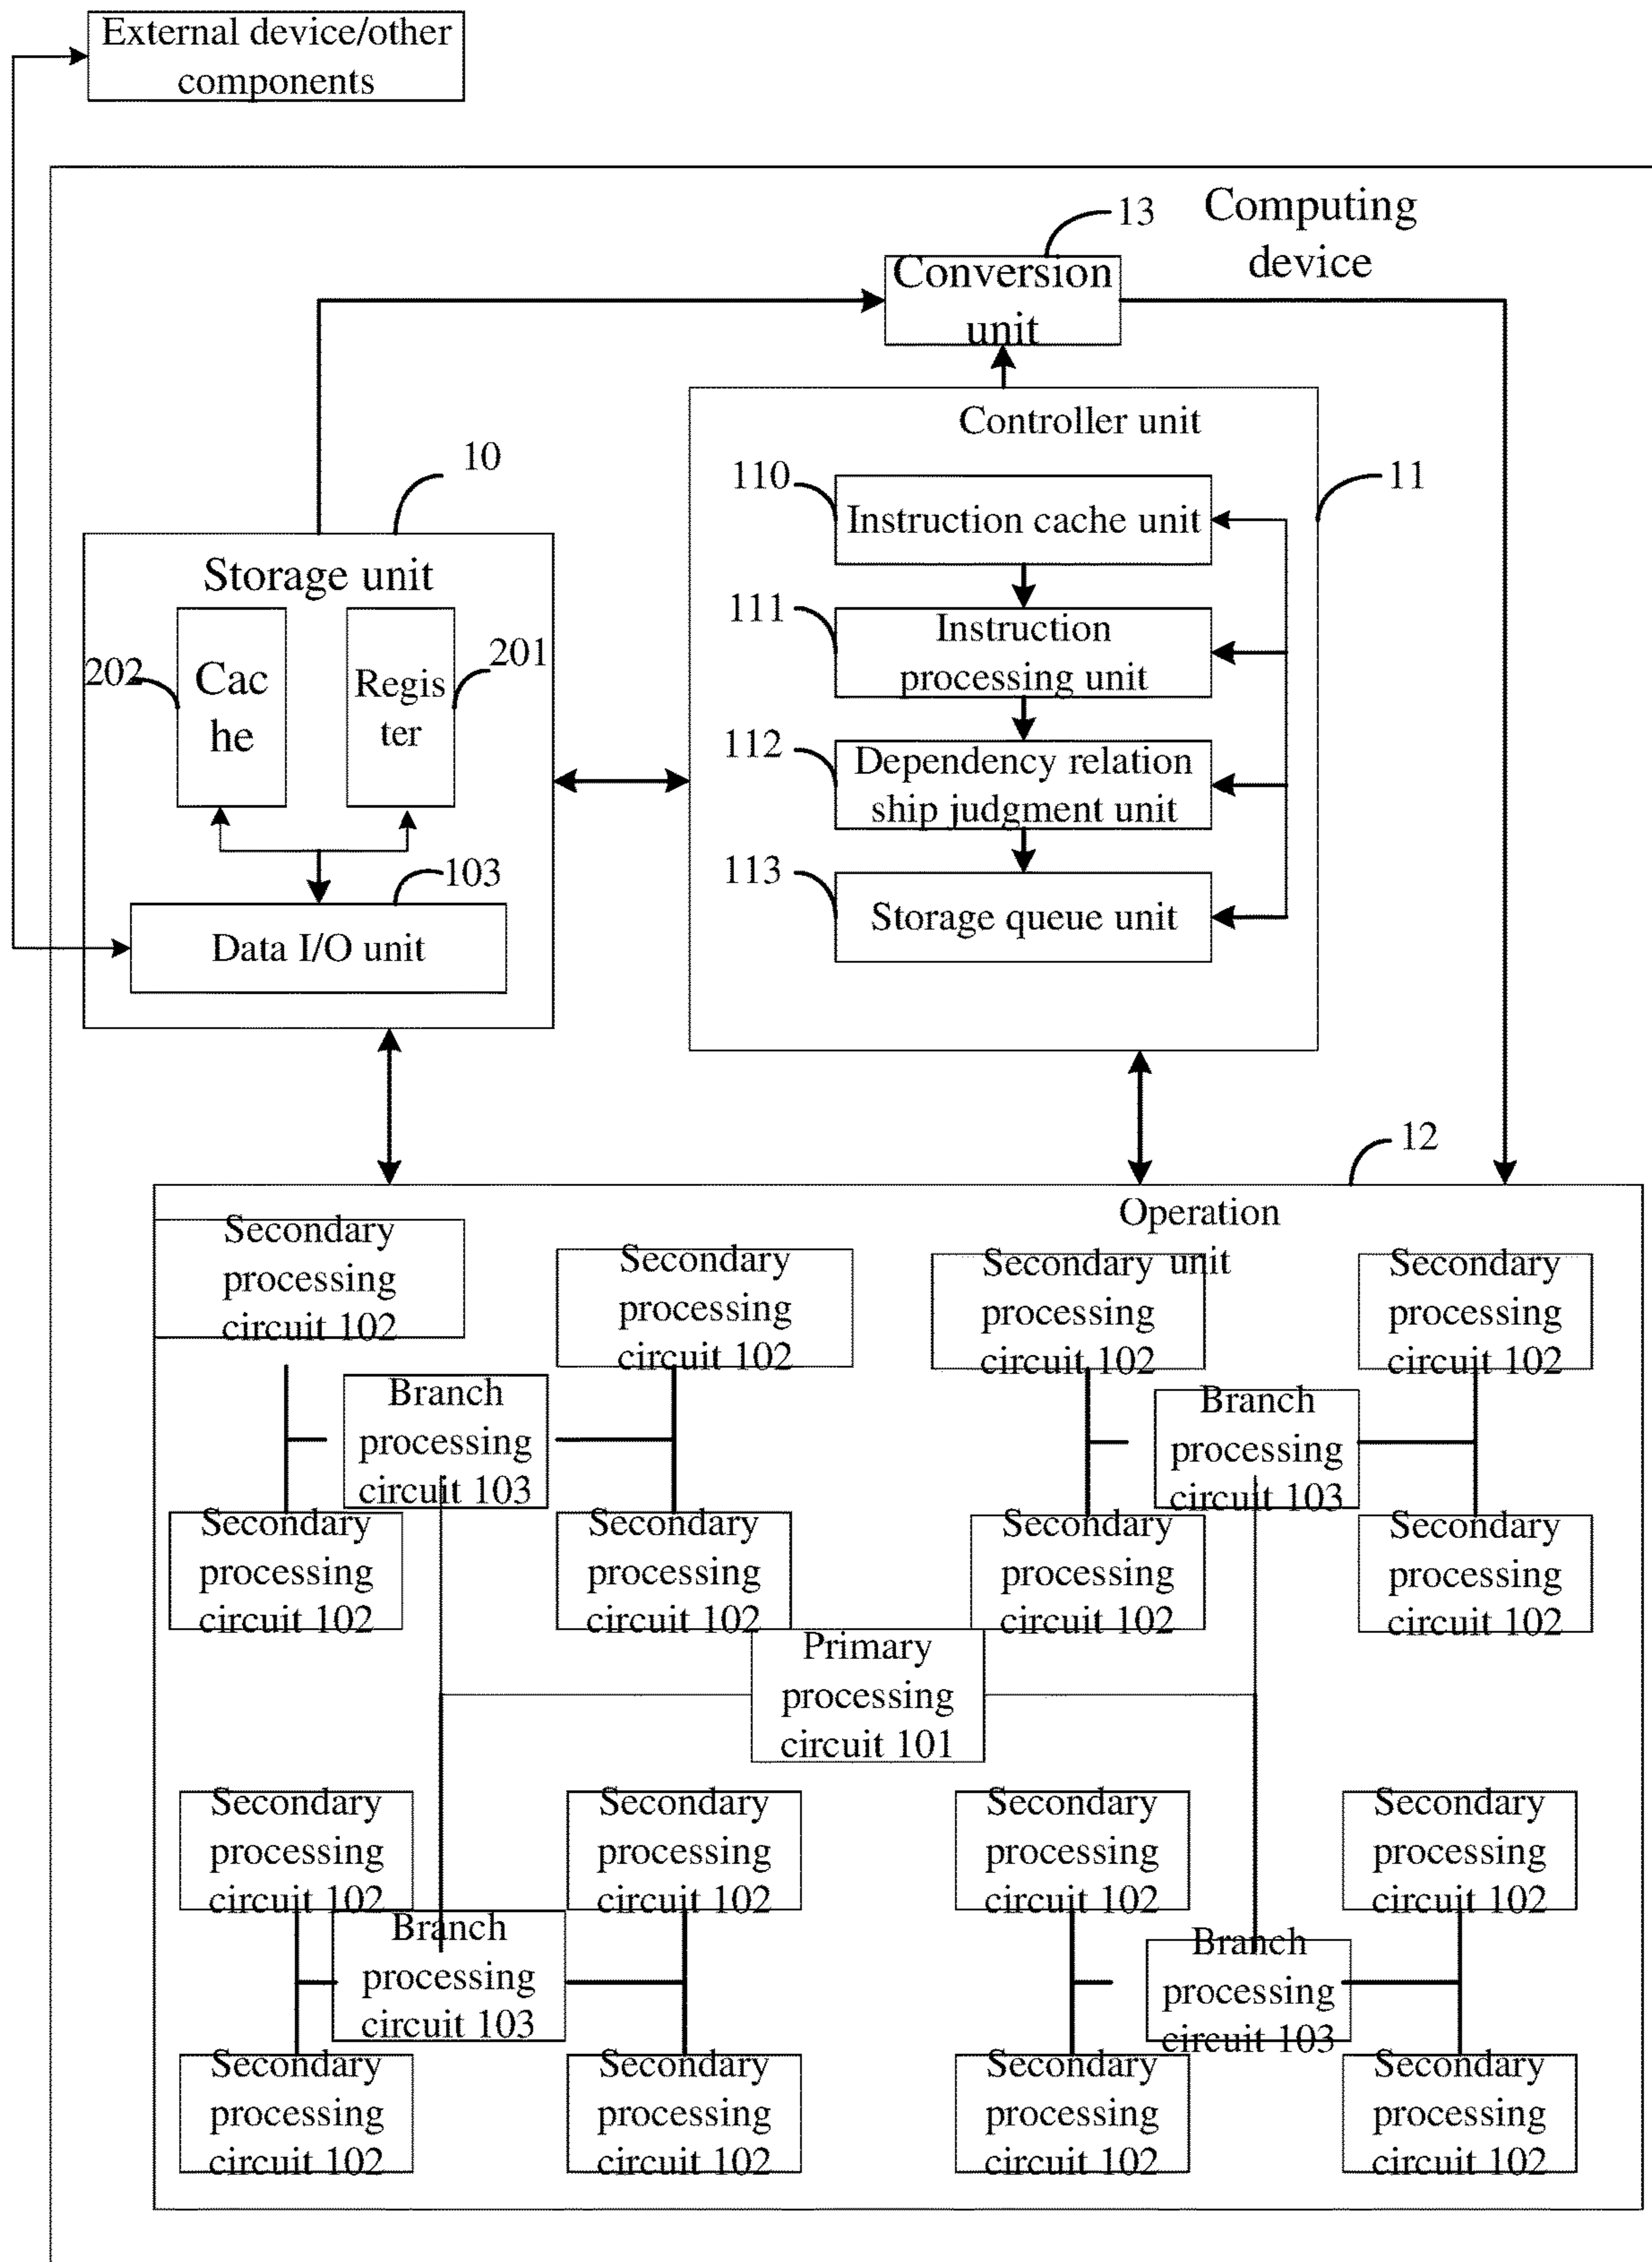 External device/other
components
13
Computing
device
Conversion
unit
Controller unit
10
110
11
Instruction cache unit
Storage unit
111
Instruction
processing unit
202
Cac
he
Regis
ter
201
112
Dependency relation
ship judgment unit
103
113
Storage queue unit
Data I/O unit
12
Operation
unit
Secondary
processing
circuit 102
Secondary
processing
circuit 102
Secondary
processing
circuit 102
Secondary
processing
circuit 102
Branch
processing
circuit 103
Branch
processing
circuit 103
Secondary
processing
circuit 102
Secondary
processing
circuit 102
Secondary
processing
circuit 102
Secondary
processing
circuit 102
Primary
processing
circuit 101
Secondary
processing
circuit 102
Secondary
processing
circuit 102
Secondary
processing
circuit 102
Secondary
processing
circuit 102
Branch
processing
circuit 103
Branch
processing
circuit 103
Secondary
processing
circuit 102
Secondary
processing
circuit 102
Secondary
processing
circuit 102
Secondary
processing
circuit 102